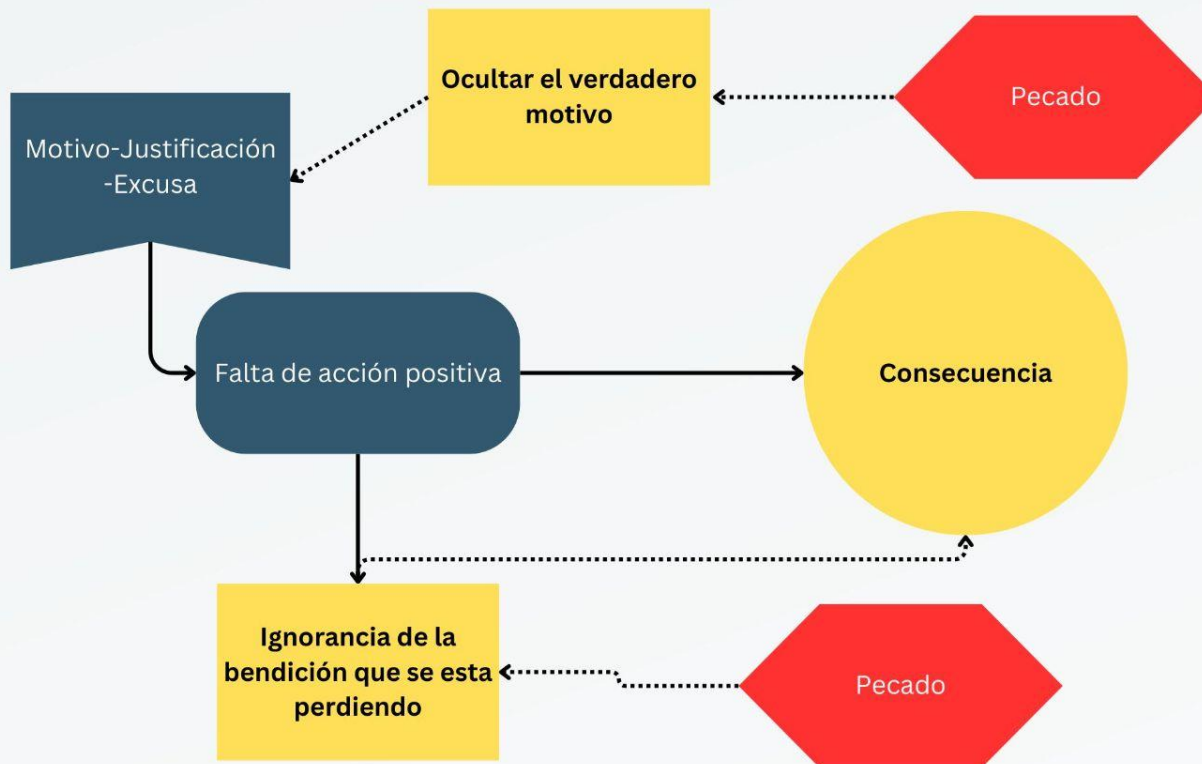 Ocultar el verdadero
motivo
Pecado
Motivo-Justificación
-Excusa
Falta de acción positiva
Consecuencia
Ignorancia de la
bendición que se esta
perdiendo
Pecado